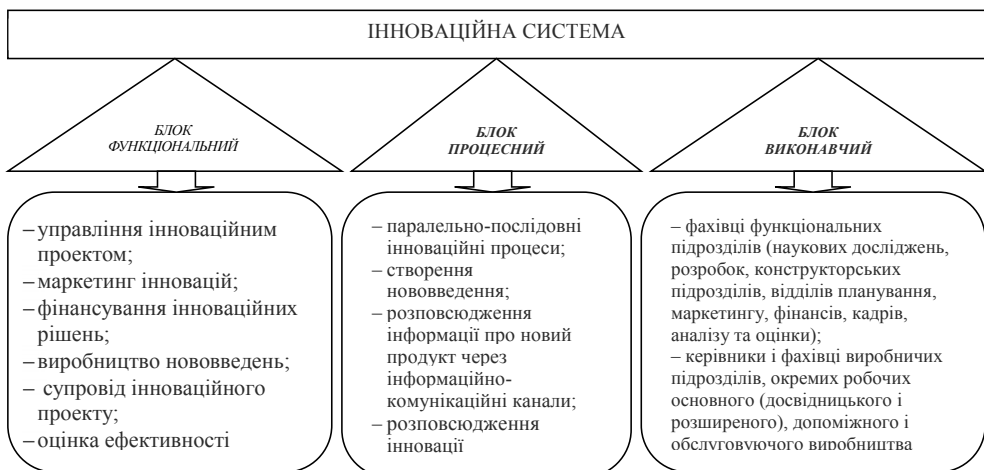 ІННОВАЦІЙНА СИСТЕМА
БЛОК
ФУНКЦІОНАЛЬНИЙ
– управління інноваційним
проектом;
– маркетинг інновацій;
– фінансування інноваційних
рішень;
– виробництво нововведень;
– супровід інноваційного
проекту;
– оцінка ефективності
БЛОК
ПРОЦЕСНИЙ
– паралельно-послідовні
інноваційні процеси;
– створення
нововведення;
– розповсюдження
інформації про новий
продукт через
інформаційно-
комунікаційні канали;
– розповсюдження
інновації
БЛОК
ВИКОНАВЧИЙ
– фахівці функціональних
підрозділів (наукових досліджень,
розробок, конструкторських
підрозділів, відділів планування,
маркетингу, фінансів, кадрів,
аналізу та оцінки);
– керівники і фахівці виробничих
підрозділів, окремих робочих
основного (досвідницького і
розширеного), допоміжного і
обслуговуючого виробництва